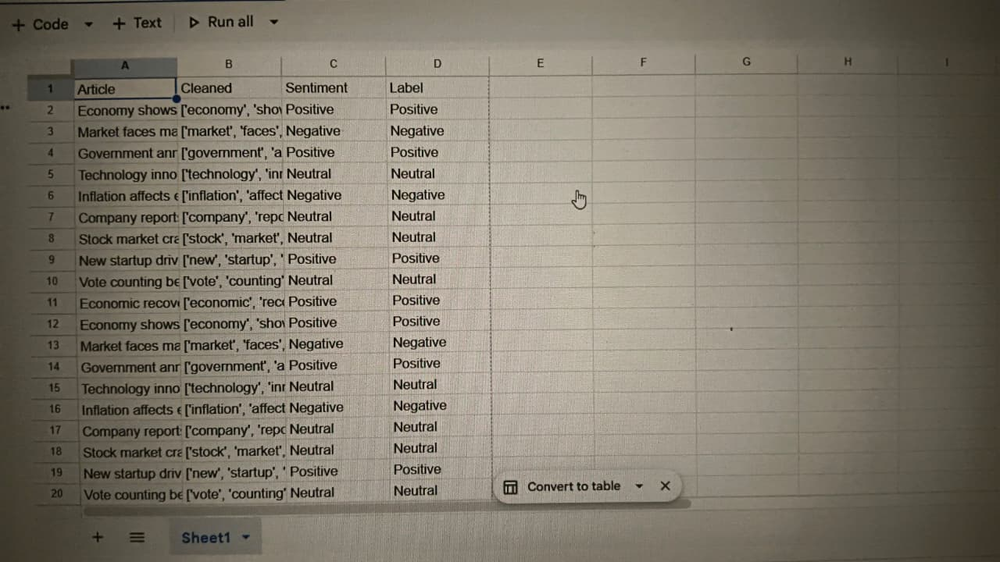 + Code + Text Run all
A B C D E F G H I
1 Article Cleaned Sentiment Label
2 Economy shows ['economy', 'shov Positive Positive
3 Market faces ma ['market', 'faces', Negative Negative
4 Government anr ['government', 'a Positive Positive
5 Technology inno ['technology', 'inr Neutral Neutral
6 Inflation affects e ['inflation', 'affect Negative Negative
7 Company report: ['company', 'repc Neutral Neutral
8 Stock market cra ['stock', 'market', Neutral Neutral
9 New startup driv ['new', 'startup', ' Positive Positive
10 Vote counting be ['vote', 'counting' Neutral Neutral
11 Economic recove ['economic', 'reco Positive Positive
12 Economy shows ['economy', 'shov Positive Positive
13 Market faces ma ['market', 'faces', Negative Negative
14 Government anr ['government', 'a Positive Positive
15 Technology inno ['technology', 'inr Neutral Neutral
16 Inflation affects e ['inflation', 'affect Negative Negative
17 Company report: ['company', 'repc Neutral Neutral
18 Stock market cra ['stock', 'market', Neutral Neutral
19 New startup driv ['new', 'startup', ' Positive Positive
20 Vote counting be ['vote', 'counting' Neutral Neutral
Convert to table
+ Sheet1